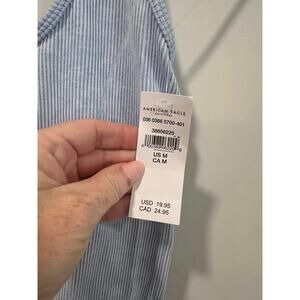 AMERICAN EAGLE
036 0366 5700-401
38806220
US M
CA M
USD 19.95
CAD 24.95